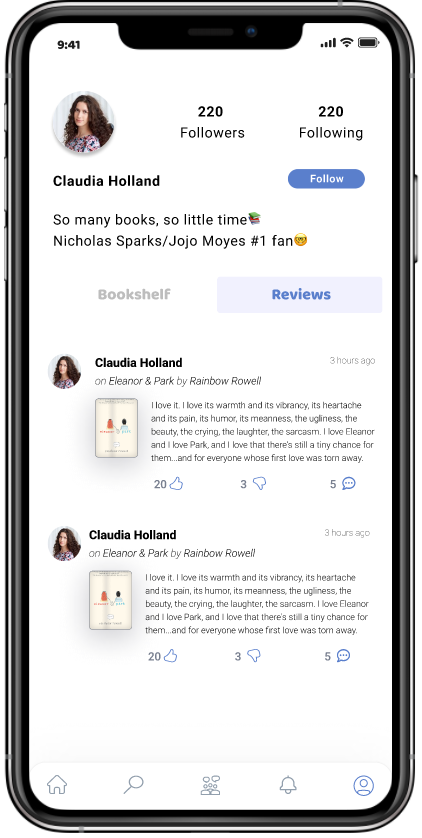 9:41
220 220
Followers Following
Claudia Holland Follow
So many books, so little time📚
Nicholas Sparks/Jojo Moyes #1 fan🤓
Bookshelf Reviews
Claudia Holland 3 hours ago
on Eleanor & Park by Rainbow Rowell
I love it. I love its warmth and its vibrancy, its heartache
and its pain, its humor, its meanness, the ugliness, the
beauty, the crying, the laughter, the sarcasm. I love Eleanor
and I love Park, and I love that there's still a tiny chance for
them...and for everyone whose first love was torn away.
20 3 5
Claudia Holland 3 hours ago
on Eleanor & Park by Rainbow Rowell
I love it. I love its warmth and its vibrancy, its heartache
and its pain, its humor, its meanness, the ugliness, the
beauty, the crying, the laughter, the sarcasm. I love Eleanor
and I love Park, and I love that there's still a tiny chance for
them...and for everyone whose first love was torn away.
20 3 5